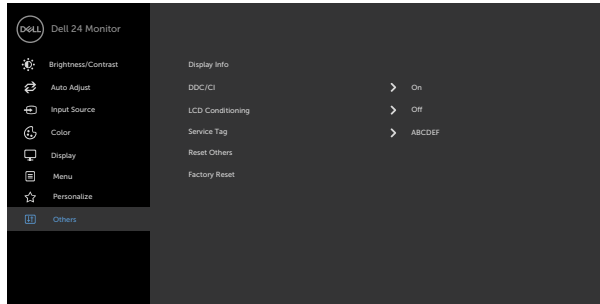 DELL Dell 24 Monitor
Brightness/Contrast
Auto Adjust
Input Source
Color
Display
Menu
Personalize
Others
Display Info
DDC/CI On
LCD Conditioning Off
Service Tag ABCDEF
Reset Others
Factory Reset